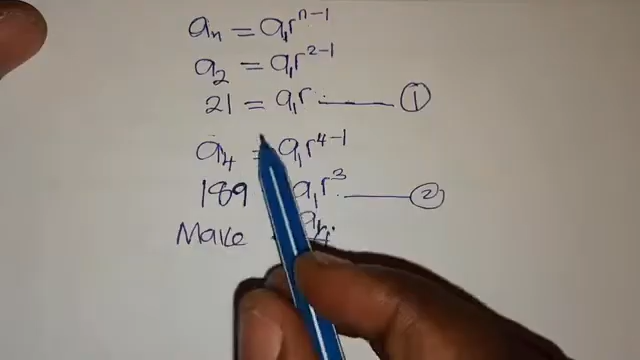 aₙ = a₁rⁿ⁻¹
a₂ = a₁r²⁻¹
21 = a₁r. ——— ①
a₄ = a₁r⁴⁻¹
189 a₁r³. ——— ②
Make